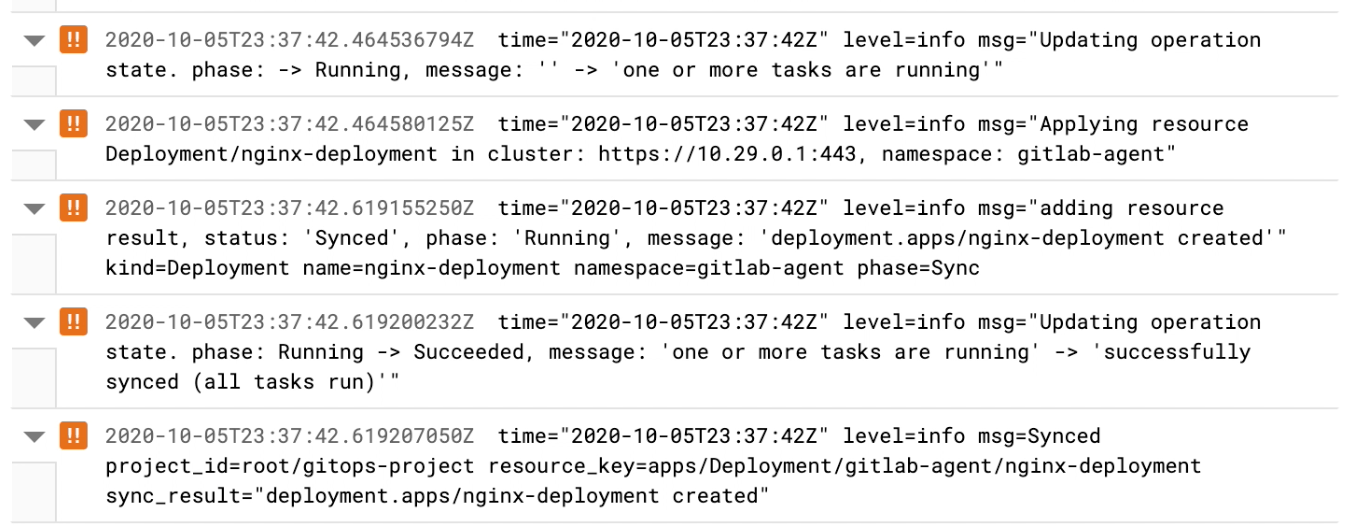 !! 2020-10-05T23:37:42.464536794Z time="2020-10-05T23:37:42Z" level=info msg="Updating operation
state. phase: -> Running, message: '' -> 'one or more tasks are running'"
!! 2020-10-05T23:37:42.464580125Z time="2020-10-05T23:37:42Z" level=info msg="Applying resource
Deployment/nginx-deployment in cluster: https://10.29.0.1:443, namespace: gitlab-agent"
!! 2020-10-05T23:37:42.619155250Z time="2020-10-05T23:37:42Z" level=info msg="adding resource
result, status: 'Synced', phase: 'Running', message: 'deployment.apps/nginx-deployment created'"
kind=Deployment name=nginx-deployment namespace=gitlab-agent phase=Sync
!! 2020-10-05T23:37:42.619200232Z time="2020-10-05T23:37:42Z" level=info msg="Updating operation
state. phase: Running -> Succeeded, message: 'one or more tasks are running' -> 'successfully
synced (all tasks run)'"
!! 2020-10-05T23:37:42.619207050Z time="2020-10-05T23:37:42Z" level=info msg=Synced
project_id=root/gitops-project resource_key=apps/Deployment/gitlab-agent/nginx-deployment
sync_result="deployment.apps/nginx-deployment created"